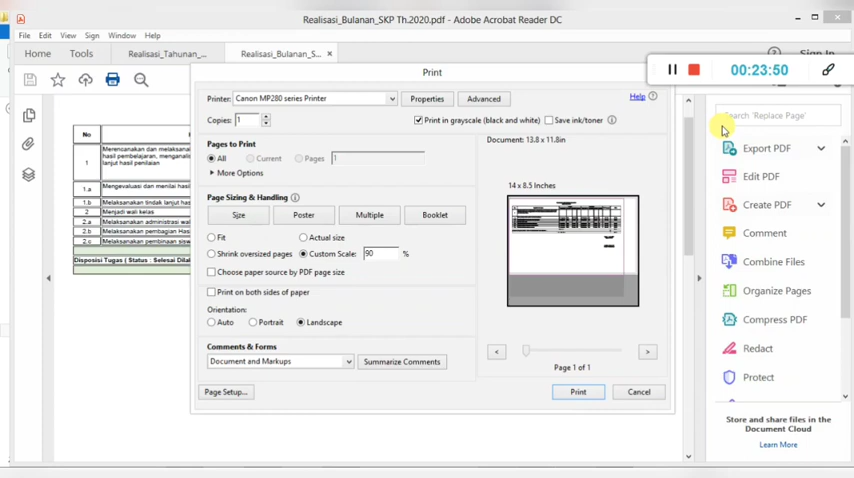 Realisasi_Bulanan_SKP Th.2020.pdf - Adobe Acrobat Reader DC
File Edit View Sign Window Help
Home Tools Realisasi_Tahunan_... Realisasi_Bulanan_S... × Sign In
00:23:50
Print
Printer: Canon MP280 series Printer Properties Advanced Help
Copies: 1 Print in grayscale (black and white) Save ink/toner
Pages to Print
All Current Pages 1
More Options
Page Sizing & Handling
Size Poster Multiple Booklet
Fit Actual size
Shrink oversized pages Custom Scale: 90 %
Choose paper source by PDF page size
Print on both sides of paper
Orientation:
Auto Portrait Landscape
Comments & Forms
Document and Markups Summarize Comments
Page Setup...
Document: 13.8 x 11.8in
14 x 8.5 Inches
< >
Page 1 of 1
Print Cancel
No
1 Merencanakan dan melaksanak
hasil pembelajaran, menganalis
lanjut hasil penilaian
1.a Mengevaluasi dan menilai hasil
1.b Melaksanakan tindak lanjut has
2 Menjadi wali kelas
2.a Melaksanakan administrasi wal
2.b Melaksanakan pembagian Has
2.c Melaksanakan pembinaan sisw
Disposisi Tugas ( Status : Selesai Dilal
Search 'Replace Page'
Export PDF
Edit PDF
Create PDF
Comment
Combine Files
Organize Pages
Compress PDF
Redact
Protect
Store and share files in the
Document Cloud
Learn More